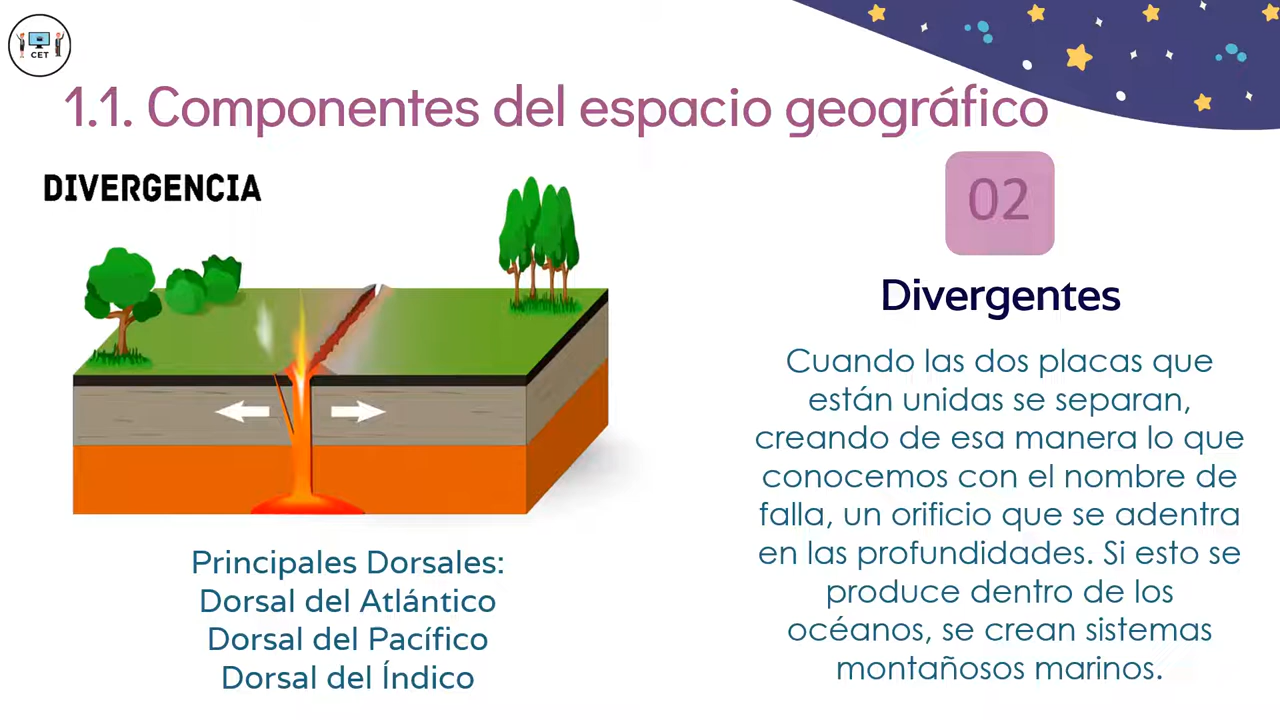 CET
1.1. Componentes del espacio geográfico
DIVERGENCIA
02
Divergentes
Cuando las dos placas que
están unidas se separan,
creando de esa manera lo que
conocemos con el nombre de
falla, un orificio que se adentra
en las profundidades. Si esto se
produce dentro de los
océanos, se crean sistemas
montañosos marinos.
Principales Dorsales:
Dorsal del Atlántico
Dorsal del Pacífico
Dorsal del Índico